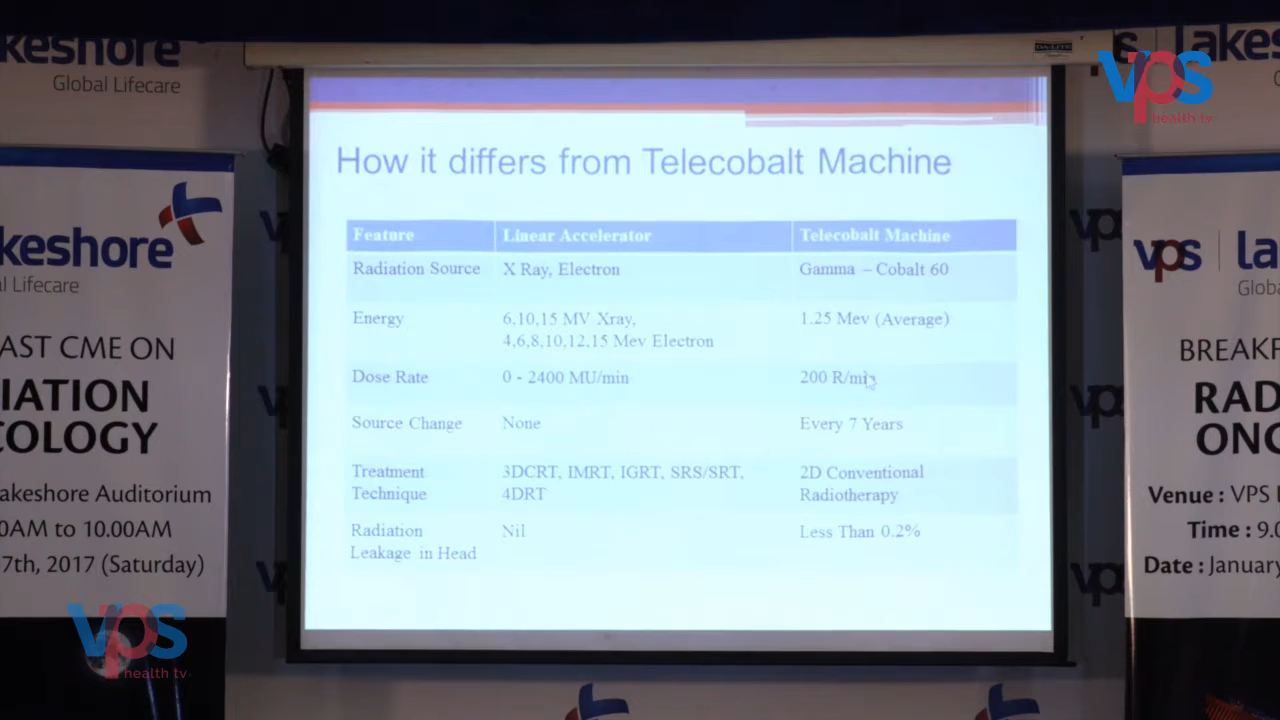 keshore
Global Lifecare
DA-LITE
lakes
vps
health tv
How it differs from Telecobalt Machine
Feature Linear Accelerator Telecobalt Machine
Radiation Source X Ray, Electron Gamma – Cobalt 60
Energy 6,10,15 MV Xray, 1.25 Mev (Average)
4,6,8,10,12,15 Mev Electron
Dose Rate 0 - 2400 MU/min 200 R/min
Source Change None Every 7 Years
Treatment Technique 3DCRT, IMRT, IGRT, SRS/SRT, 2D Conventional
4DRT Radiotherapy
Radiation Nil Less Than 0.2%
Leakage in Head
akeshore
al Lifecare
AST CME ON
IATION
COLOGY
akeshore Auditorium
0AM to 10.00AM
7th, 2017 (Saturday)
vps
health tv
vps la
Globa
BREAKF
RAD
ONC
Venue : VPS
Time : 9.0
Date : January